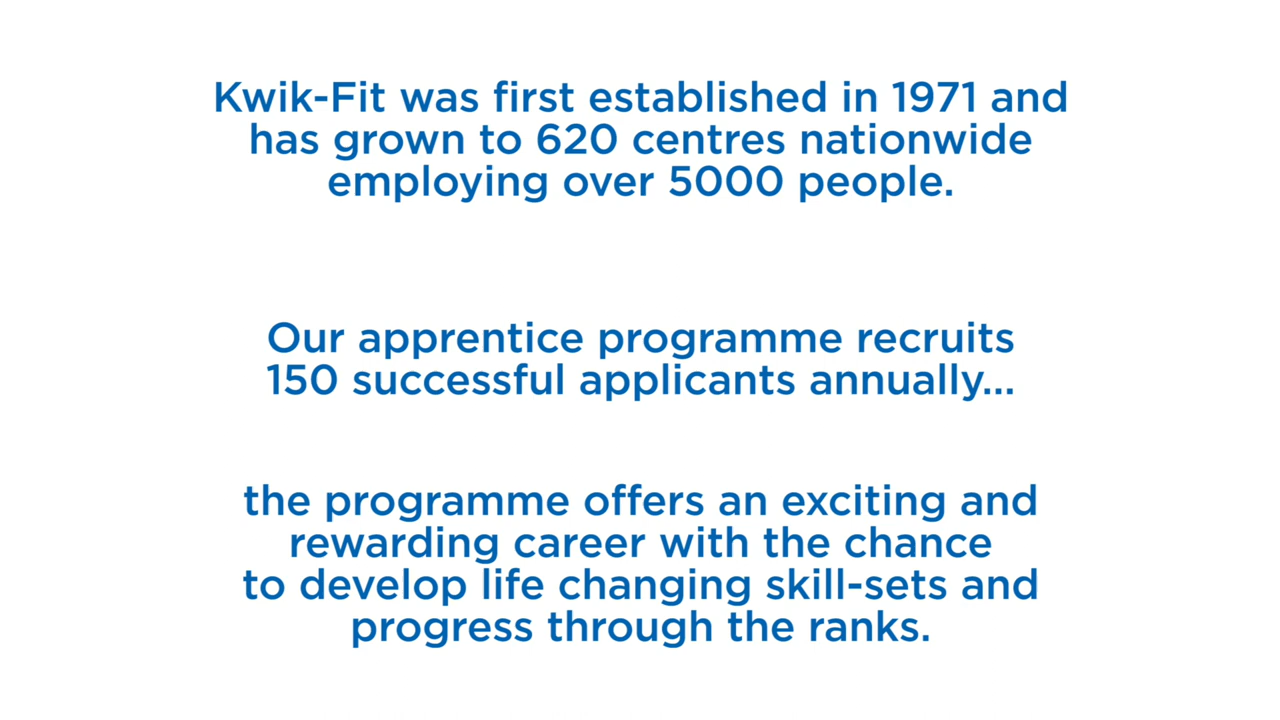 Kwik-Fit was first established in 1971 and
has grown to 620 centres nationwide
employing over 5000 people.
Our apprentice programme recruits
150 successful applicants annually...
the programme offers an exciting and
rewarding career with the chance
to develop life changing skill-sets and
progress through the ranks.